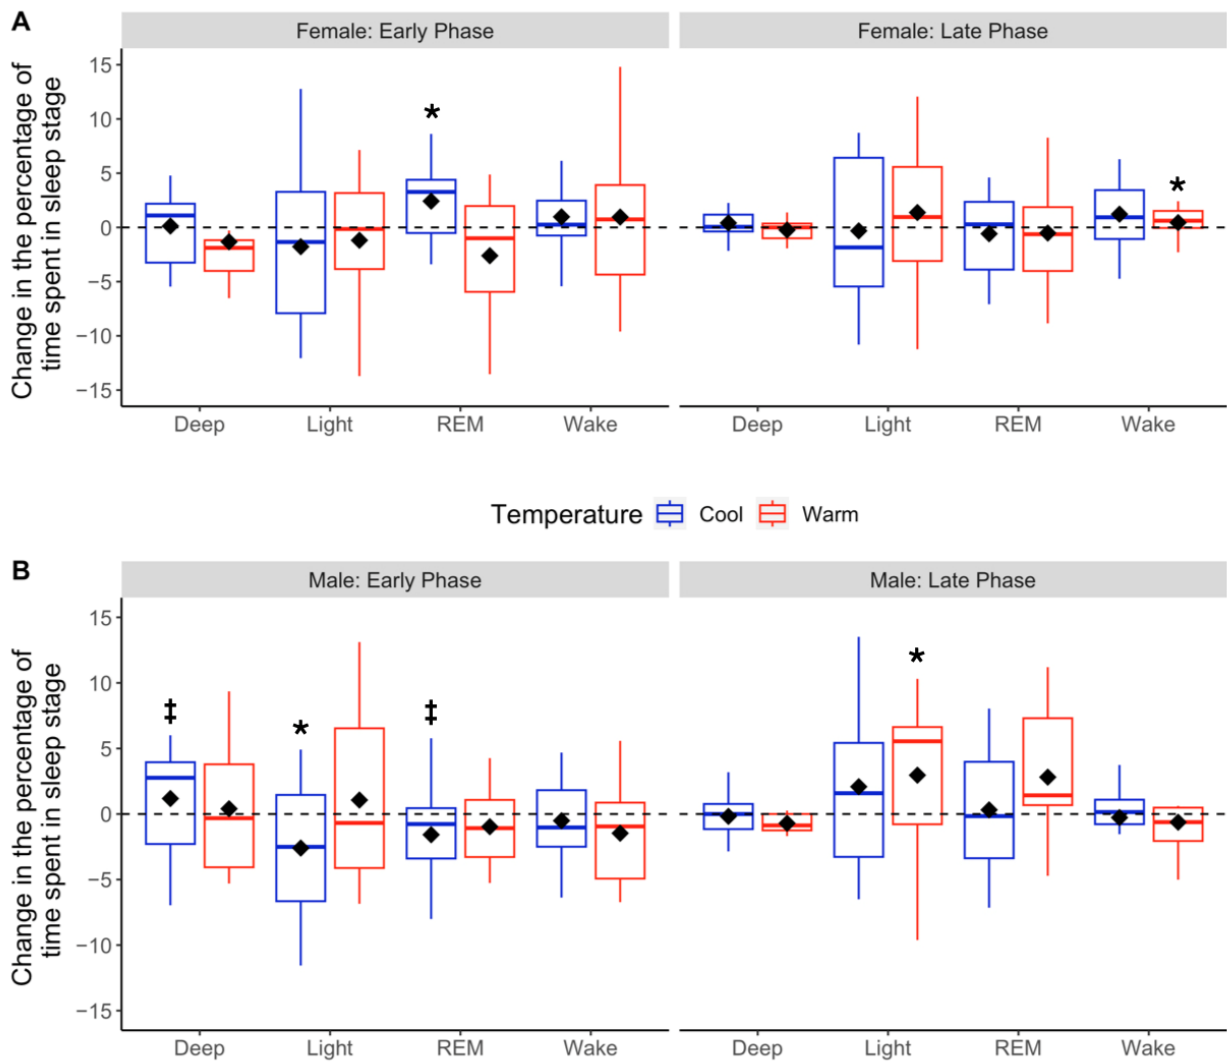 A
Female: Early Phase
Female: Late Phase
Change in the percentage of
time spent in sleep stage
15
10
5
0
−5
−10
−15
*
*
Deep
Light
REM
Wake
Deep
Light
REM
Wake
Temperature
Cool
Warm
B
Male: Early Phase
Male: Late Phase
Change in the percentage of
time spent in sleep stage
15
10
5
0
−5
−10
−15
‡
*
‡
*
Deep
Light
REM
Wake
Deep
Light
REM
Wake